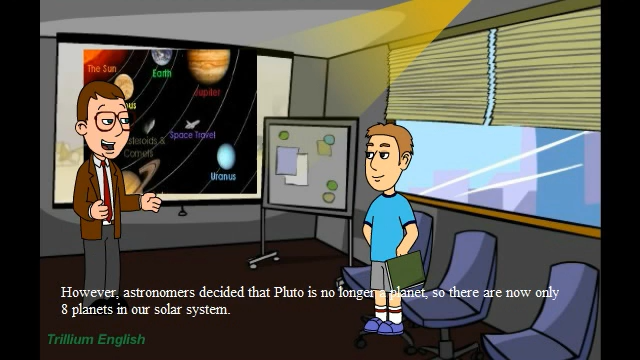 The Sun
Earth
Jupiter
Space Travel
Comets
Uranus
However, astronomers decided that Pluto is no longer a planet, so there are now only
8 planets in our solar system.
Trillium English